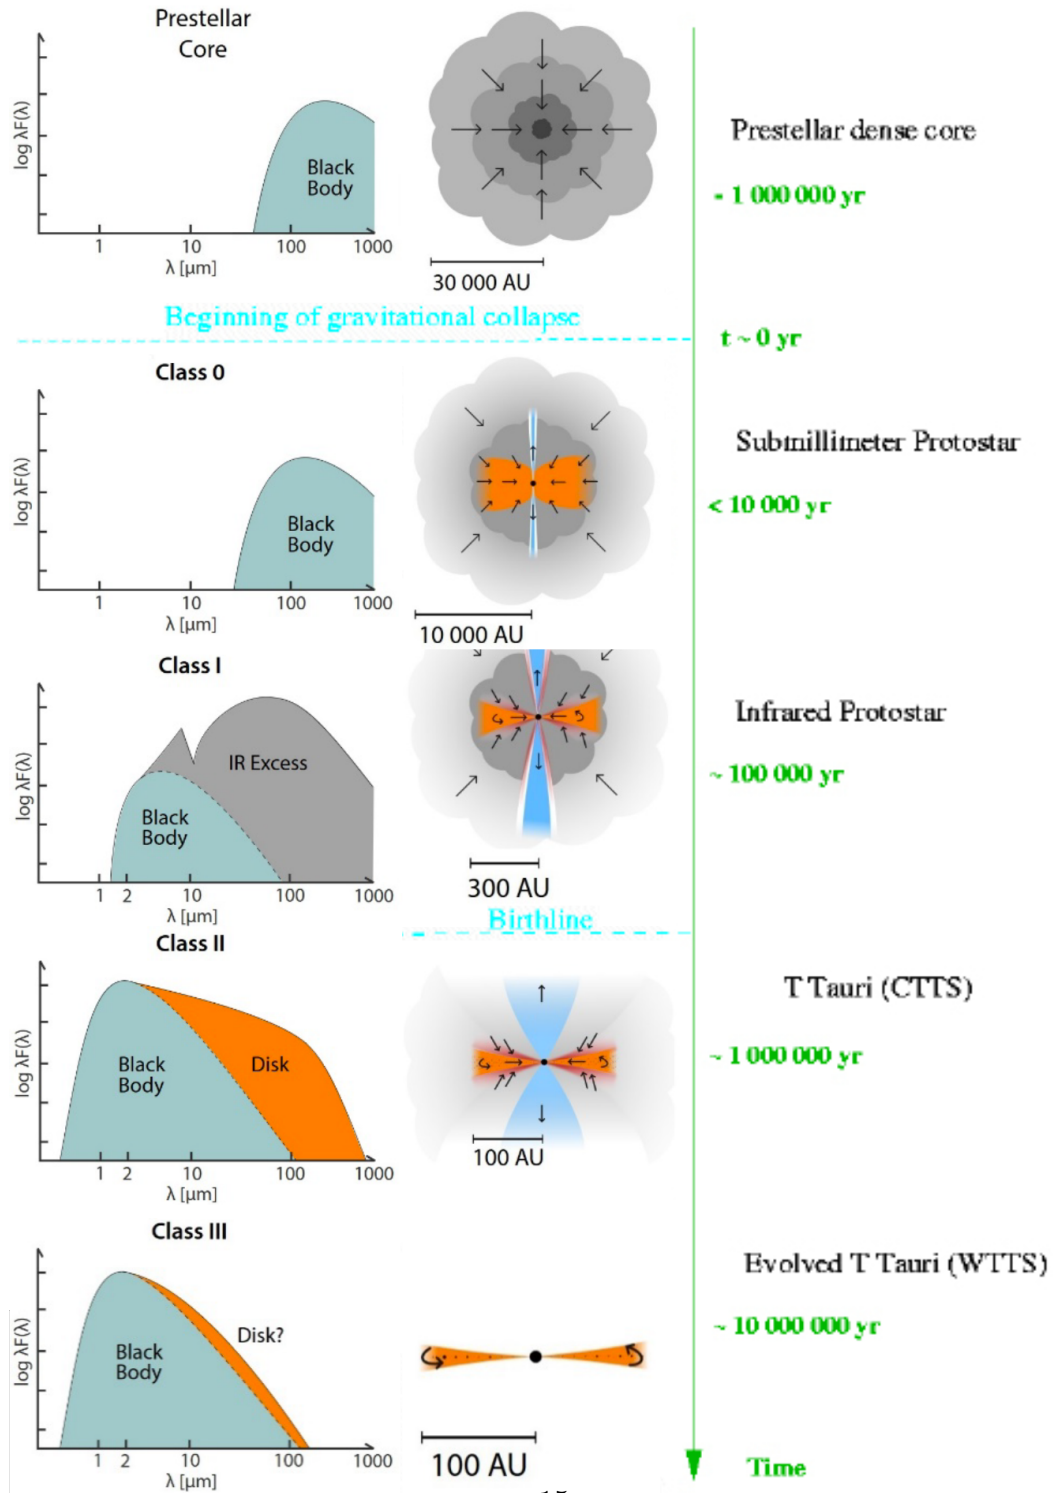 Prestellar
Core
log λF(λ)
Black
Body
1 10 100 1000
λ [μm]
30 000 AU
Prestellar dense core
- 1 000 000 yr
Beginning of gravitational collapse
t ~ 0 yr
Class 0
log λF(λ)
Black
Body
1 10 100 1000
λ [μm]
10 000 AU
Submillimeter Protostar
< 10 000 yr
Class I
log λF(λ)
IR Excess
Black
Body
1 2 10 100 1000
λ [μm]
300 AU
Infrared Protostar
~ 100 000 yr
Birthline
Class II
log λF(λ)
Black
Body
Disk
1 2 10 100 1000
λ [μm]
100 AU
T Tauri (CTTS)
~ 1 000 000 yr
Class III
log λF(λ)
Disk?
Black
Body
1 2 10 100 1000
λ [μm]
100 AU
Evolved T Tauri (WTTS)
~ 10 000 000 yr
Time